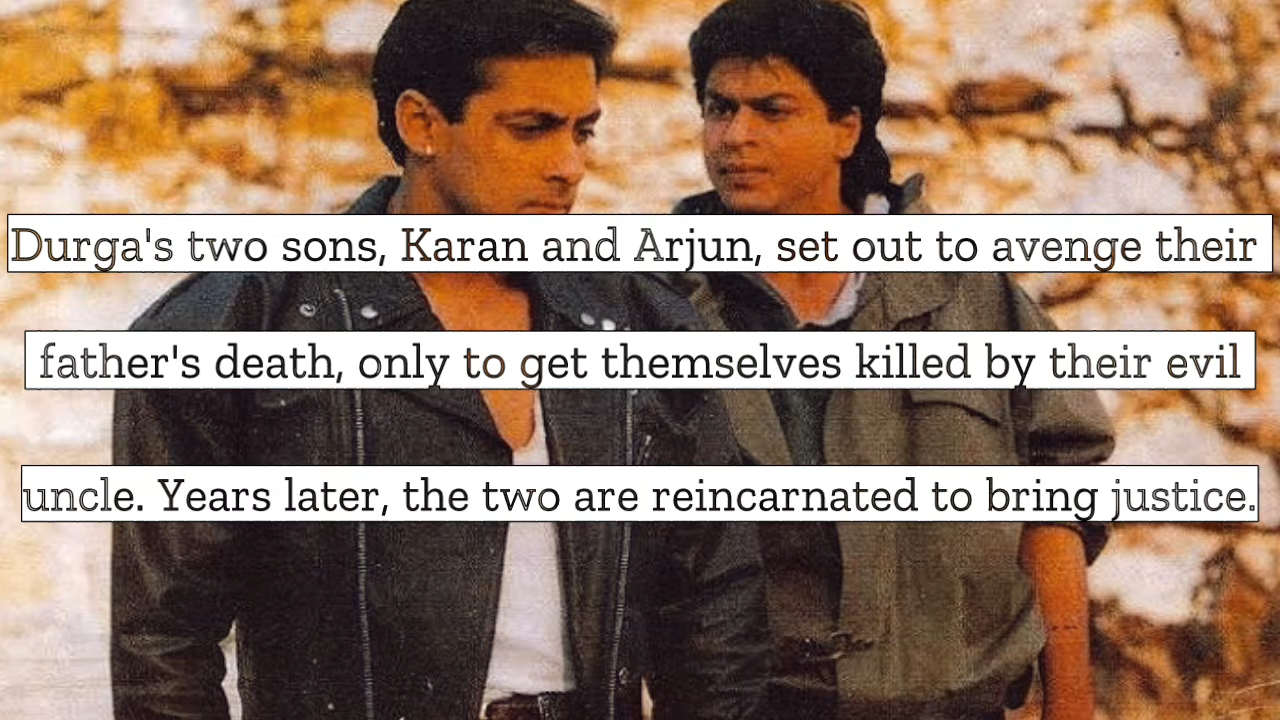 Durga's two sons, Karan and Arjun, set out to avenge their
father's death, only to get themselves killed by their evil
uncle. Years later, the two are reincarnated to bring justice.